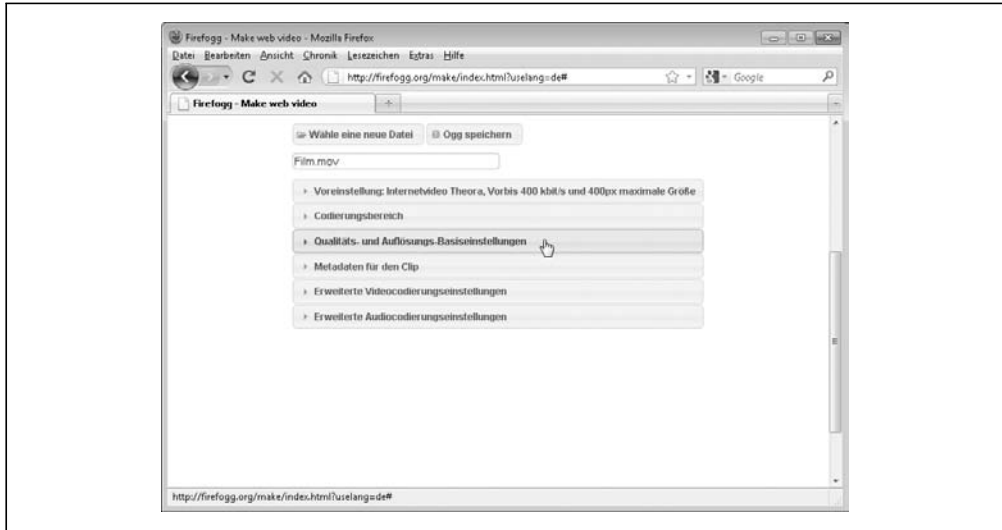 Firefogg - Make web video - Mozilla Firefox
Datei Bearbeiten Ansicht Chronik Lesezeichen Extras Hilfe
http://firefogg.org/make/index.html?uselang=de# Google
Firefogg - Make web video
Wähle eine neue Datei Ogg speichern
Film.mov
Voreinstellung: Internetvideo Theora, Vorbis 400 kbit/s und 400px maximale Größe
Codierungsbereich
Qualitäts- und Auflösungs-Basiseinstellungen
Metadaten für den Clip
Erweiterte Videocodierungseinstellungen
Erweiterte Audiocodierungseinstellungen
http://firefogg.org/make/index.html?uselang=de#